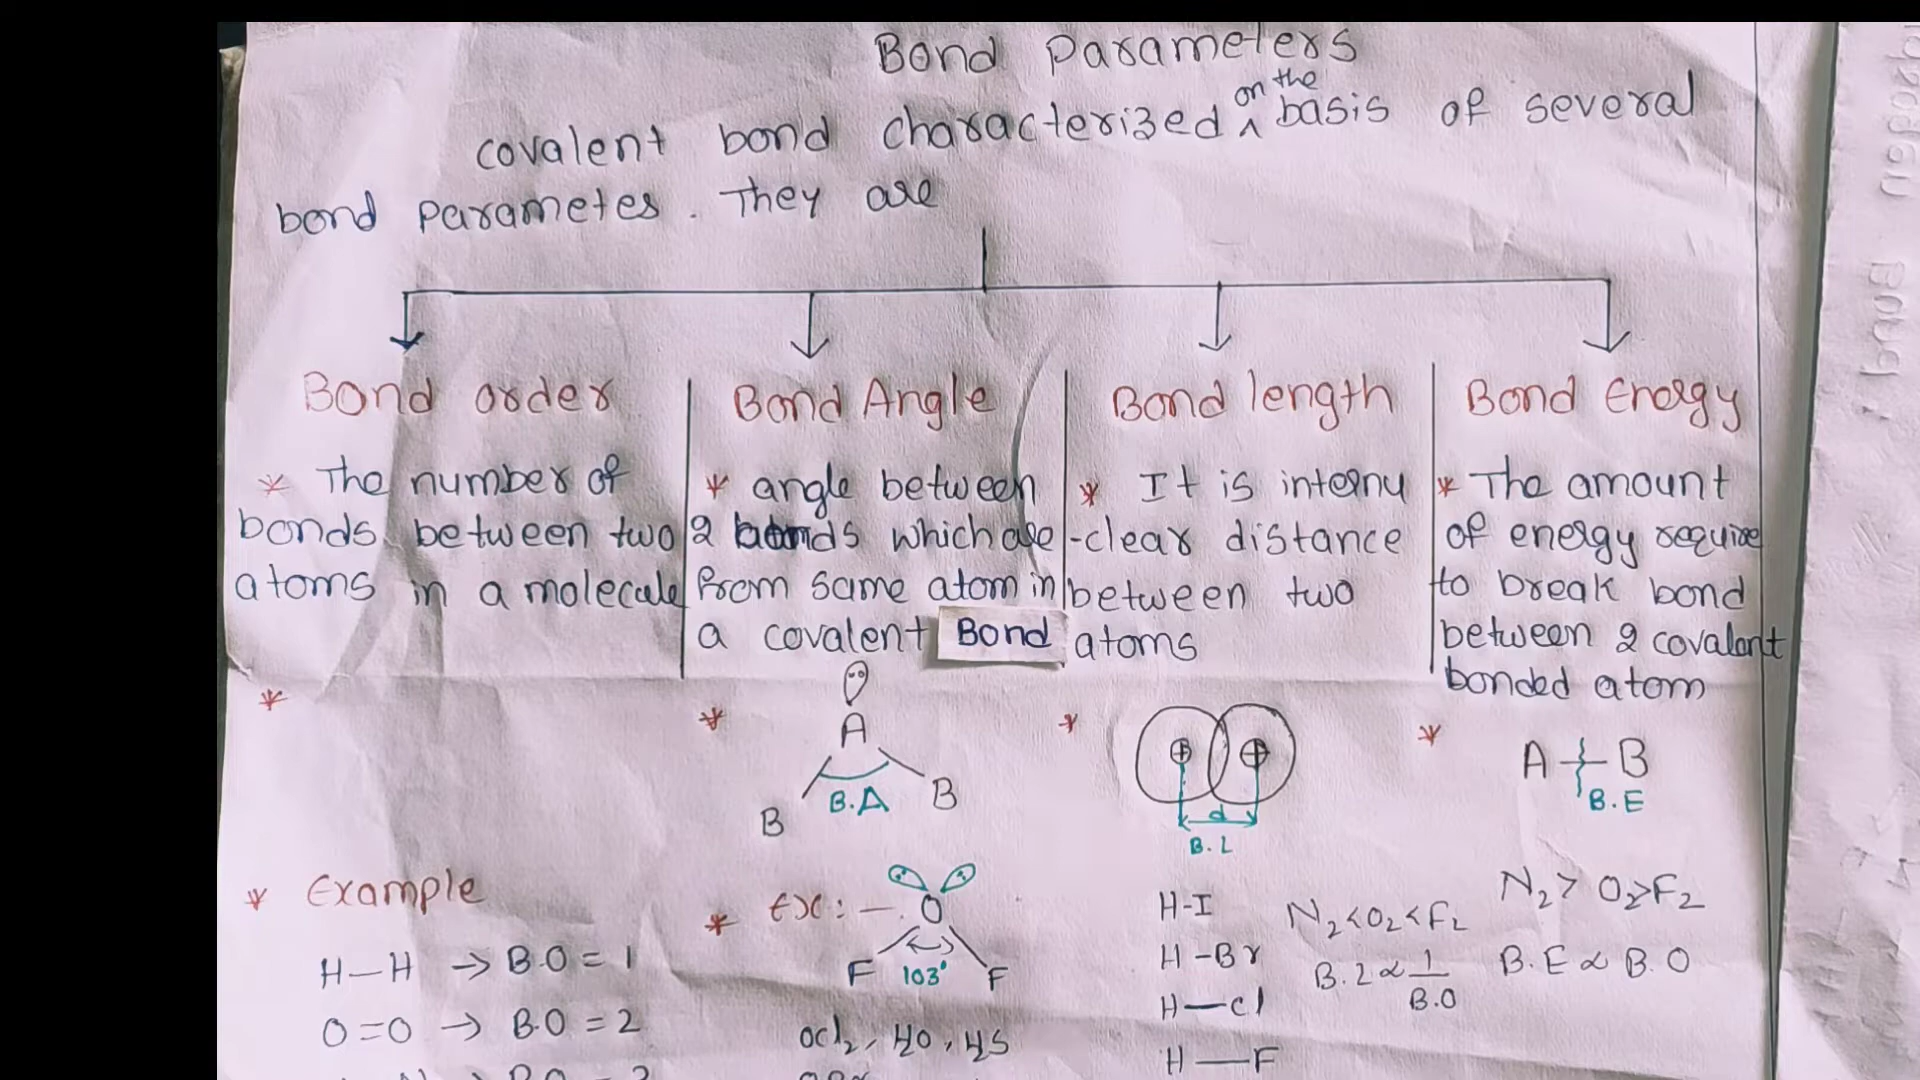 Bond Parameters
covalent bond characterized ^ on the basis of several
bond parametes. They are
Bond order
* The number of
bonds between two
atoms in a molecule
*
* Example
H—H → B.O = 1
O=O → B.O = 2
Bond Angle
* angle between
2 bonds which are
from same atom in
a covalent Bond
*
A
B B.A B
* Ex:—
O
F 103° F
OCl2, H2O, H2S
Bond length
* It is internu
-clear distance
between two
atoms
*
d
B.L
H-I
H-Br
H—Cl
H—F
N2<O2<F2
B.L ∝ 1/B.O
Bond Energy
* The amount
of energy require
to break bond
between 2 covalent
bonded atom
*
A B
B.E
N2 > O2>F2
B.E ∝ B.O
Bond